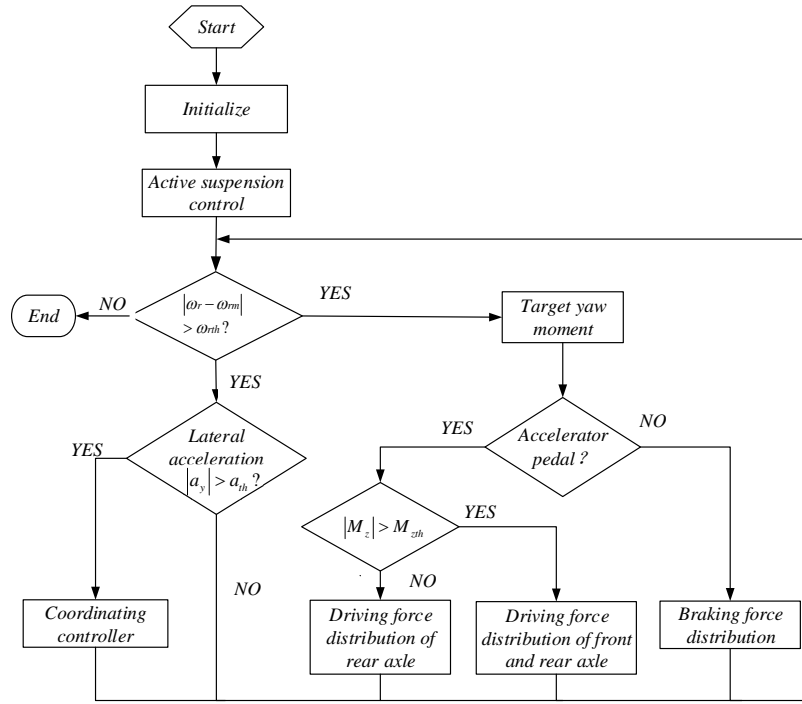 Start
Initialize
Active suspension
control
NO
YES
End
|ωr − ωrm|
> ωrth ?
Target yaw
moment
YES
YES
Lateral
acceleration
|ay| > ath ?
YES
Accelerator
pedal ?
NO
|Mz| > Mzth
YES
NO
NO
Coordinating
controller
Driving force
distribution of
rear axle
Driving force
distribution of front
and rear axle
Braking force
distribution